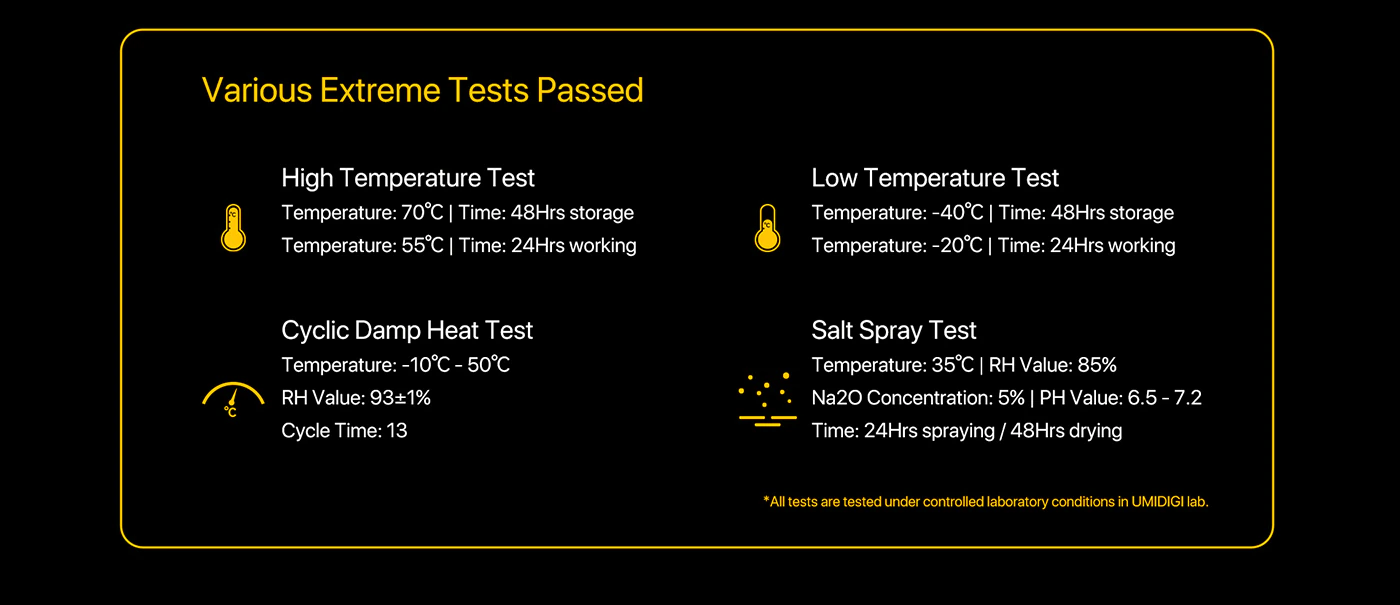 Various Extreme Tests Passed
High Temperature Test
Temperature: 70℃ | Time: 48Hrs storage
Temperature: 55℃ | Time: 24Hrs working
Low Temperature Test
Temperature: -40℃ | Time: 48Hrs storage
Temperature: -20℃ | Time: 24Hrs working
Cyclic Damp Heat Test
Temperature: -10℃ - 50℃
RH Value: 93±1%
Cycle Time: 13
Salt Spray Test
Temperature: 35℃ | RH Value: 85%
Na2O Concentration: 5% | PH Value: 6.5 - 7.2
Time: 24Hrs spraying / 48Hrs drying
℃
℃
℃
*All tests are tested under controlled laboratory conditions in UMIDIGI lab.